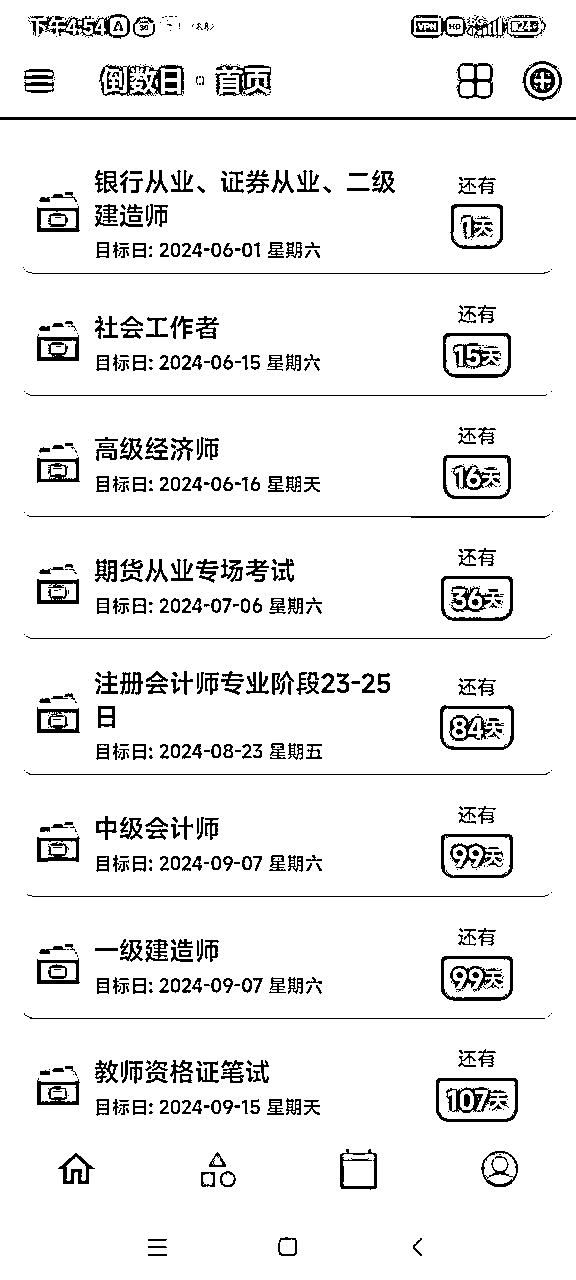 下午4:54
倒数日 · 首页
银行从业、证券从业、二级
建造师
目标日: 2024-06-01 星期六
还有
1天
社会工作者
目标日: 2024-06-15 星期六
还有
15天
高级经济师
目标日: 2024-06-16 星期天
还有
16天
期货从业专场考试
目标日: 2024-07-06 星期六
还有
36天
注册会计师专业阶段23-25
日
目标日: 2024-08-23 星期五
还有
84天
中级会计师
目标日: 2024-09-07 星期六
还有
99天
一级建造师
目标日: 2024-09-07 星期六
还有
99天
教师资格证笔试
目标日: 2024-09-15 星期天
还有
107天